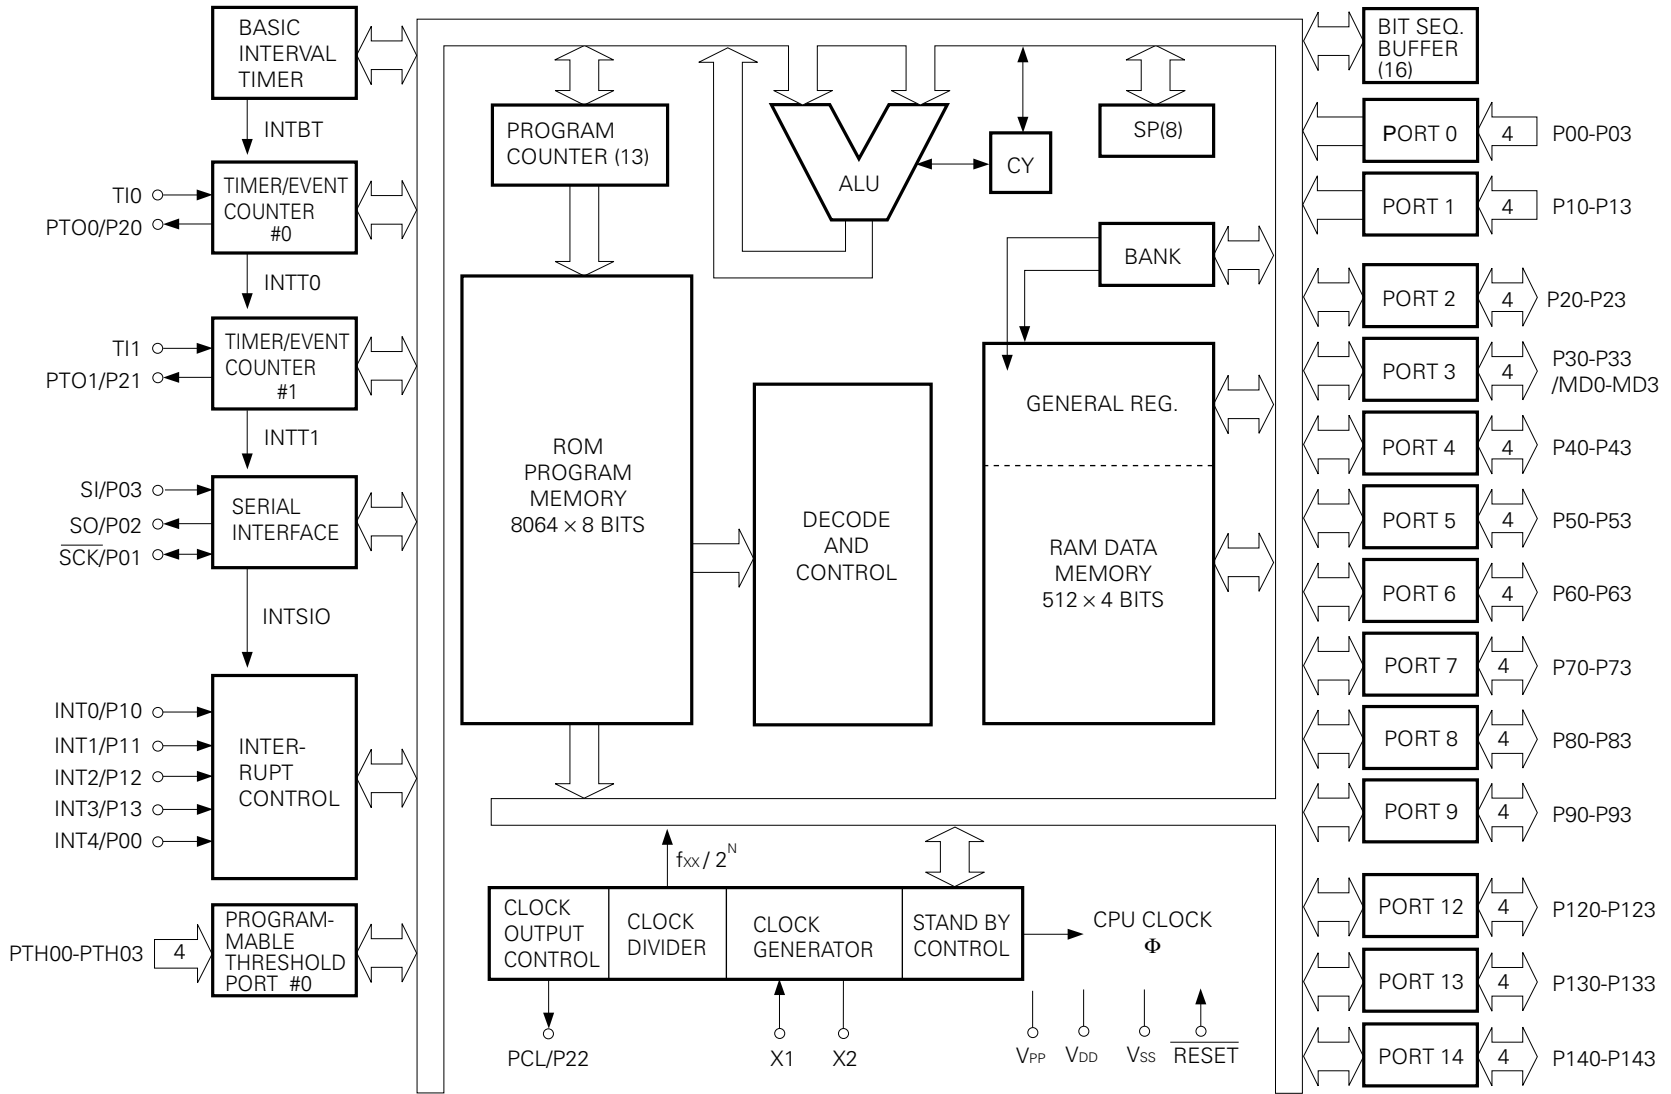 BASIC
INTERVAL
TIMER
INTBT
TI0
PTO0/P20
TIMER/EVENT
COUNTER
#0
INTT0
TI1
PTO1/P21
TIMER/EVENT
COUNTER
#1
INTT1
SI/P03
SO/P02
SCK/P01
SERIAL
INTERFACE
INTSIO
INT0/P10
INT1/P11
INT2/P12
INT3/P13
INT4/P00
INTER-
RUPT
CONTROL
PTH00-PTH03
4
PROGRAM-
MABLE
THRESHOLD
PORT #0
PROGRAM
COUNTER (13)
ALU
CY
SP(8)
BANK
ROM
PROGRAM
MEMORY
8064 × 8 BITS
DECODE
AND
CONTROL
GENERAL REG.
RAM DATA
MEMORY
512 × 4 BITS
fXX / 2^N
CLOCK
OUTPUT
CONTROL
CLOCK
DIVIDER
CLOCK
GENERATOR
STAND BY
CONTROL
CPU CLOCK
Φ
PCL/P22
X1
X2
VPP
VDD
VSS
RESET
BIT SEQ.
BUFFER
(16)
PORT 0
4
P00-P03
PORT 1
4
P10-P13
PORT 2
4
P20-P23
PORT 3
4
P30-P33
/MD0-MD3
PORT 4
4
P40-P43
PORT 5
4
P50-P53
PORT 6
4
P60-P63
PORT 7
4
P70-P73
PORT 8
4
P80-P83
PORT 9
4
P90-P93
PORT 12
4
P120-P123
PORT 13
4
P130-P133
PORT 14
4
P140-P143